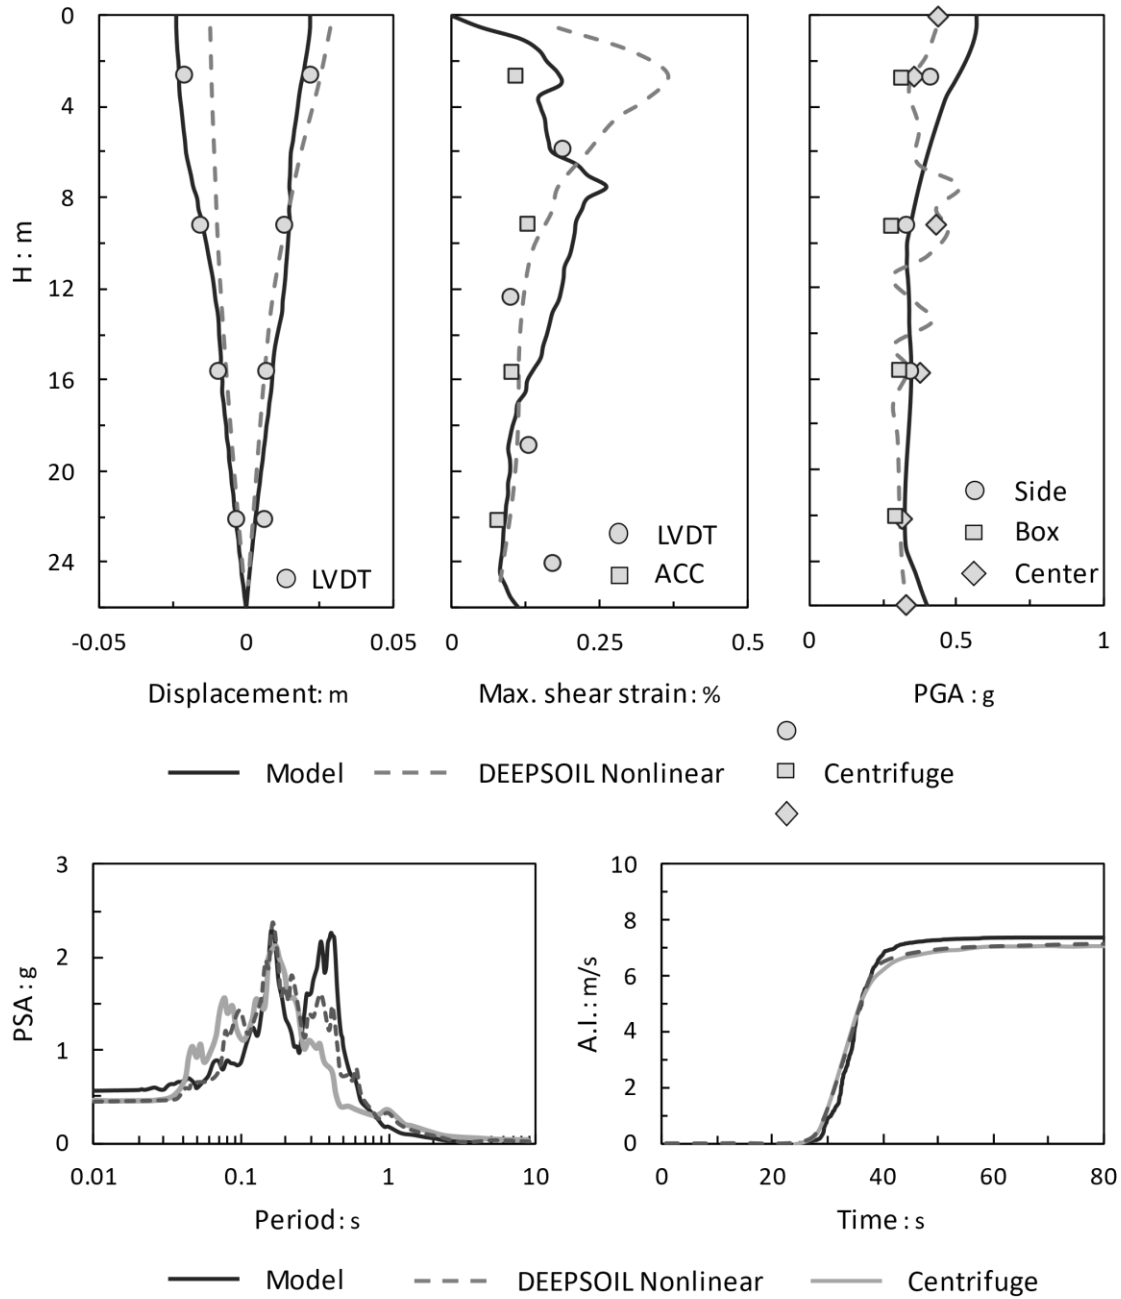 0
4
8
12
16
20
24
H : m
LVDT
-0.05
0
0.05
Displacement: m
LVDT
ACC
0
0.25
0.5
Max. shear strain : %
Side
Box
Center
0
0.5
1
PGA : g
Model
DEEPSOIL Nonlinear
Centrifuge
3
2
1
0
PSA : g
0.01
0.1
1
10
Period : s
10
8
6
4
2
0
A.I.: m/s
0
20
40
60
80
Time : s
Model
DEEPSOIL Nonlinear
Centrifuge